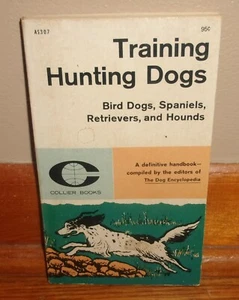 AS397
95¢
Training
Hunting Dogs
Bird Dogs, Spaniels,
Retrievers, and Hounds
COLLIER BOOKS
A definitive handbook—
compiled by the editors of
The Dog Encyclopedia